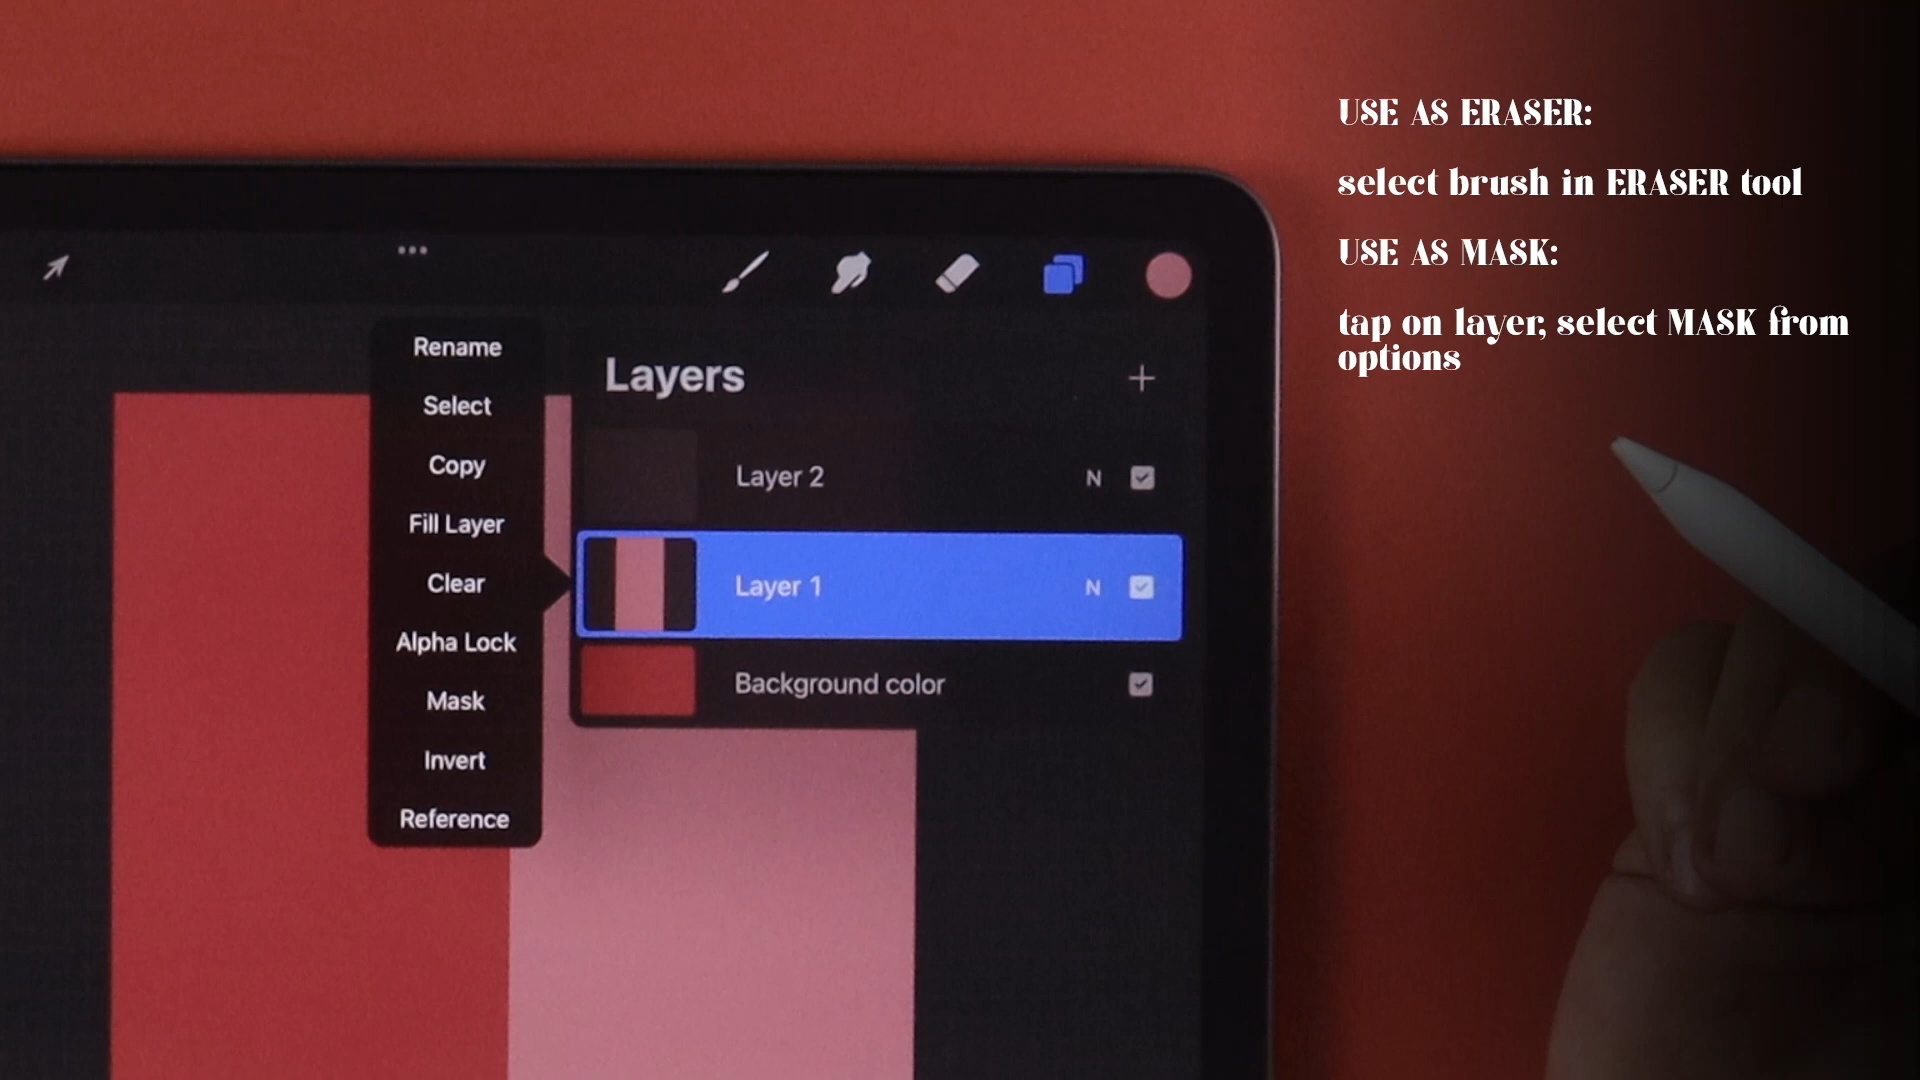 USE AS ERASER:
select brush in ERASER tool
USE AS MASK:
tap on layer, select MASK from
options
Rename
Select
Copy
Fill Layer
Clear
Alpha Lock
Mask
Invert
Reference
Layers
Layer 2 N
Layer 1 N
Background color